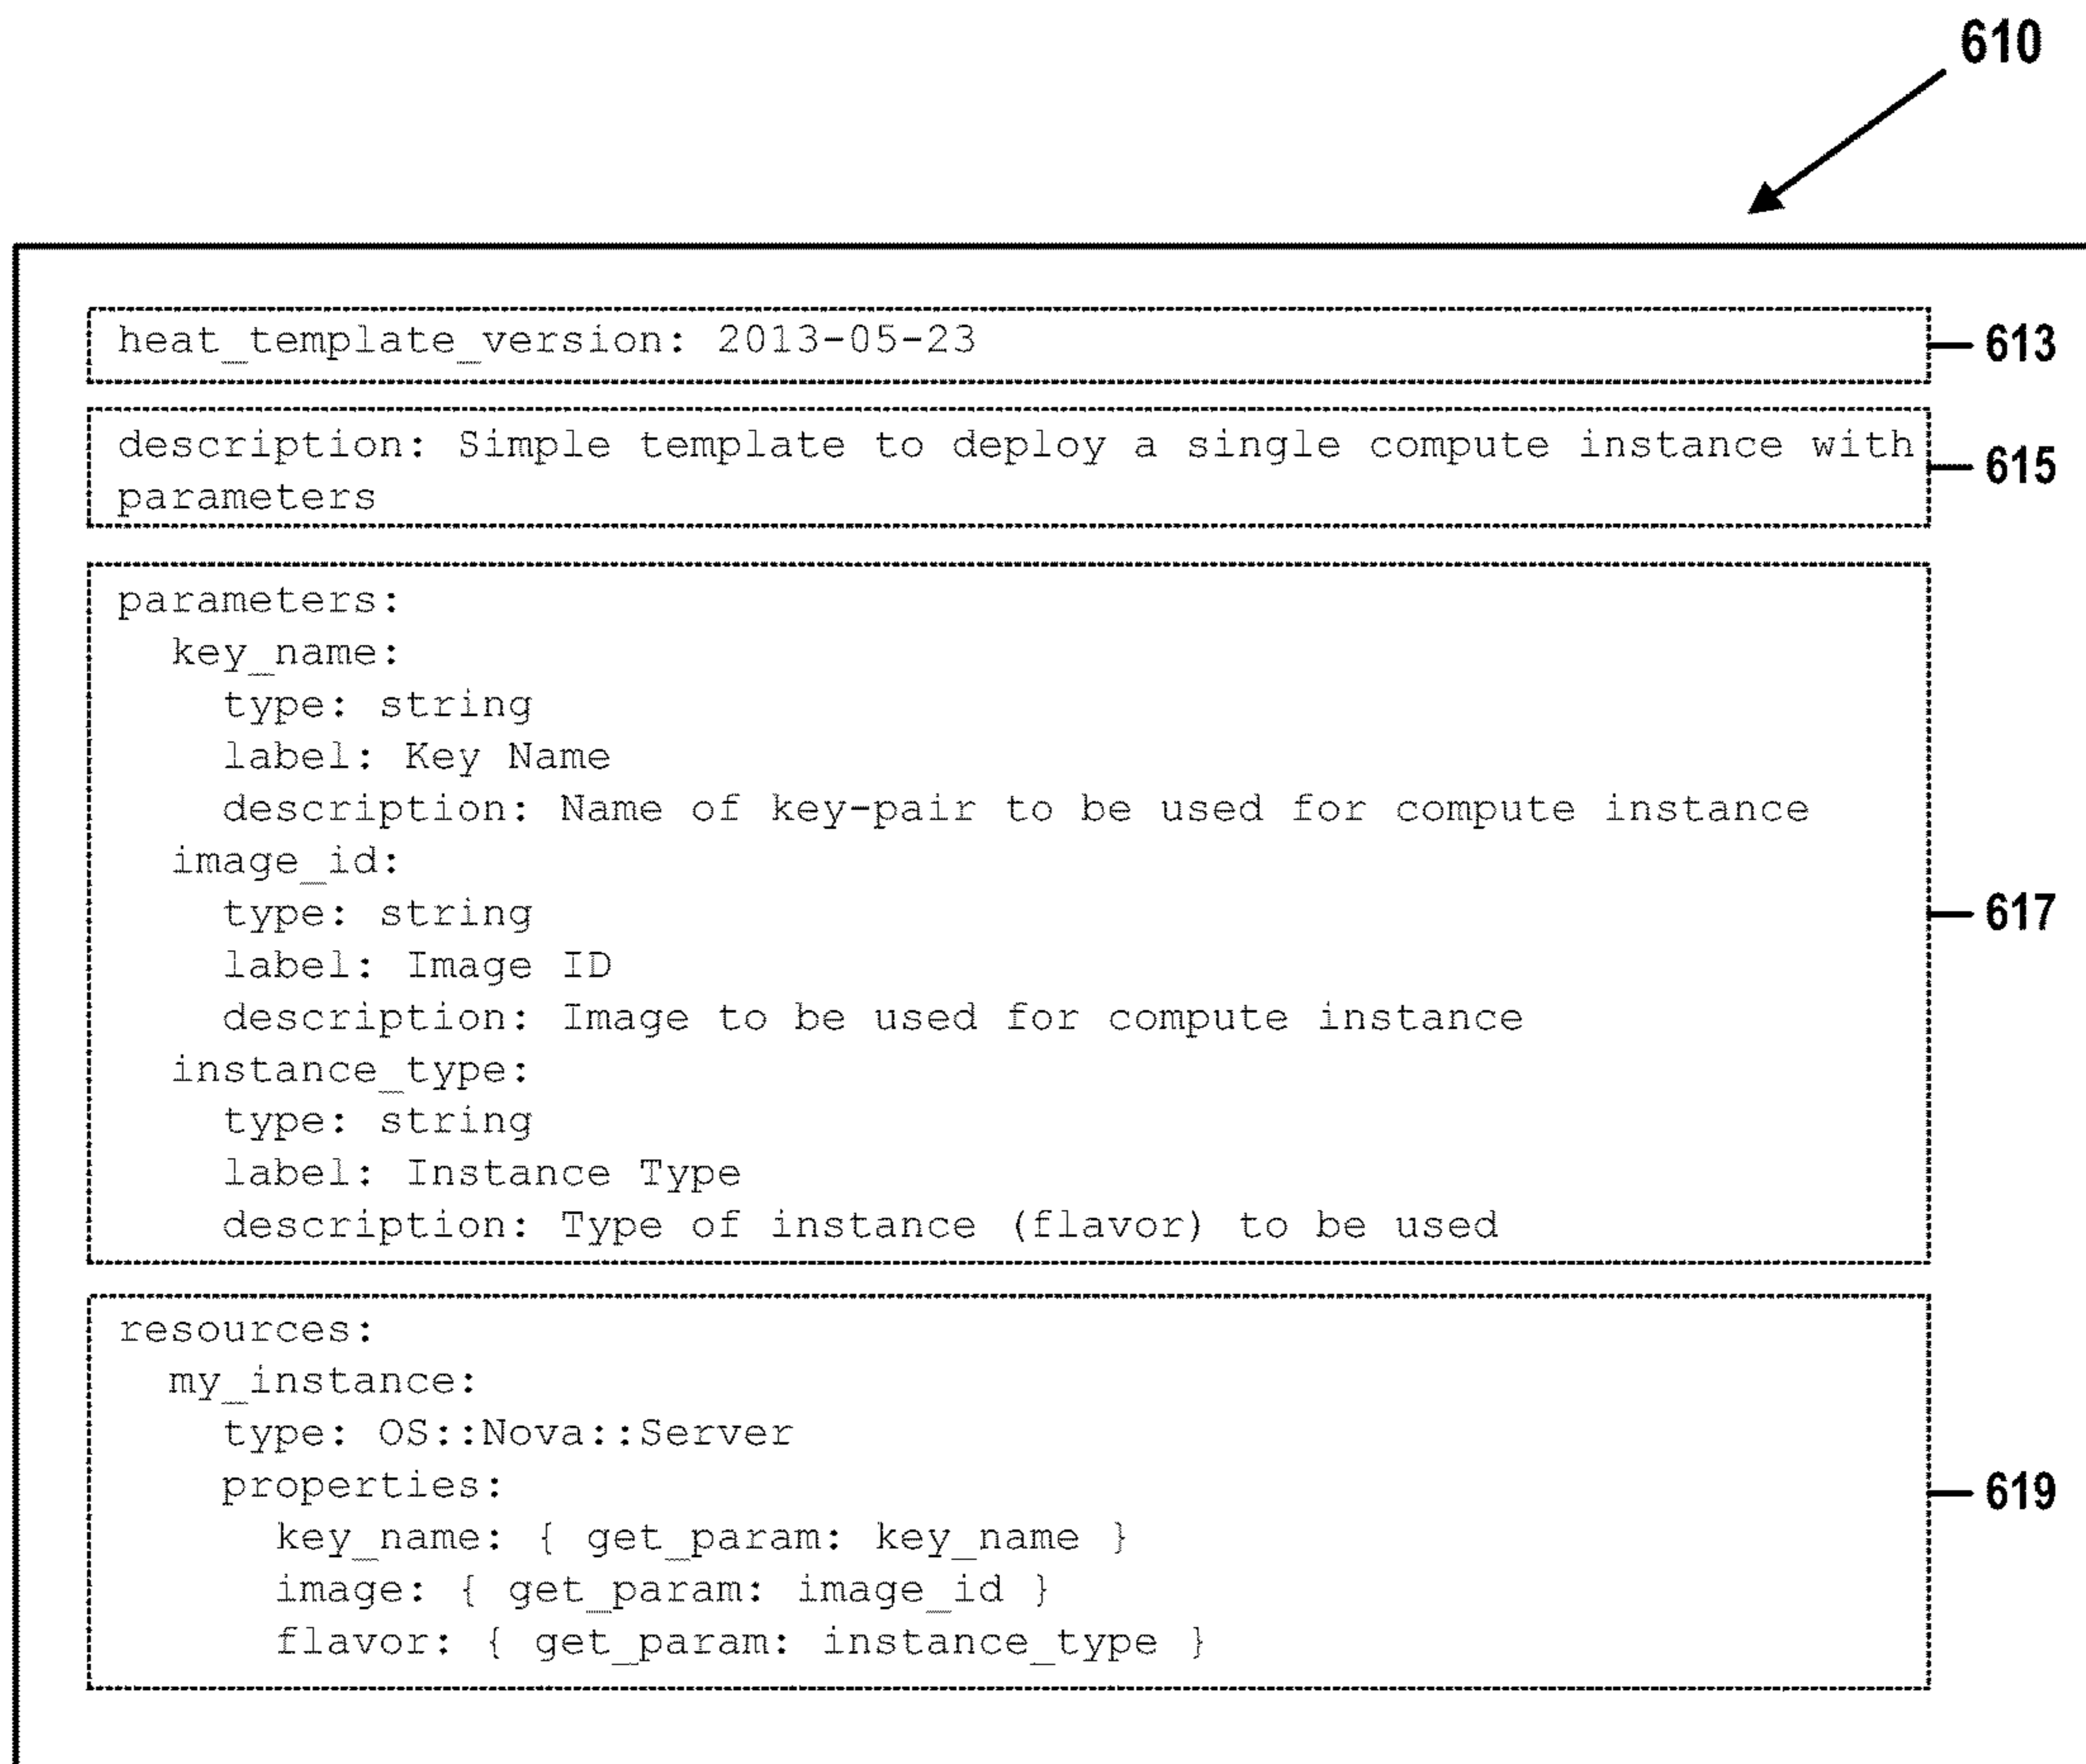 610
heat_template_version: 2013-05-23
613
description: Simple template to deploy a single compute instance with
parameters
615
parameters:
key_name:
type: string
label: Key Name
description: Name of key-pair to be used for compute instance
image_id:
type: string
label: Image ID
description: Image to be used for compute instance
instance_type:
type: string
label: Instance Type
description: Type of instance (flavor) to be used
617
resources:
my_instance:
type: OS::Nova::Server
properties:
key_name: { get_param: key_name }
image: { get_param: image_id }
flavor: { get_param: instance_type }
619